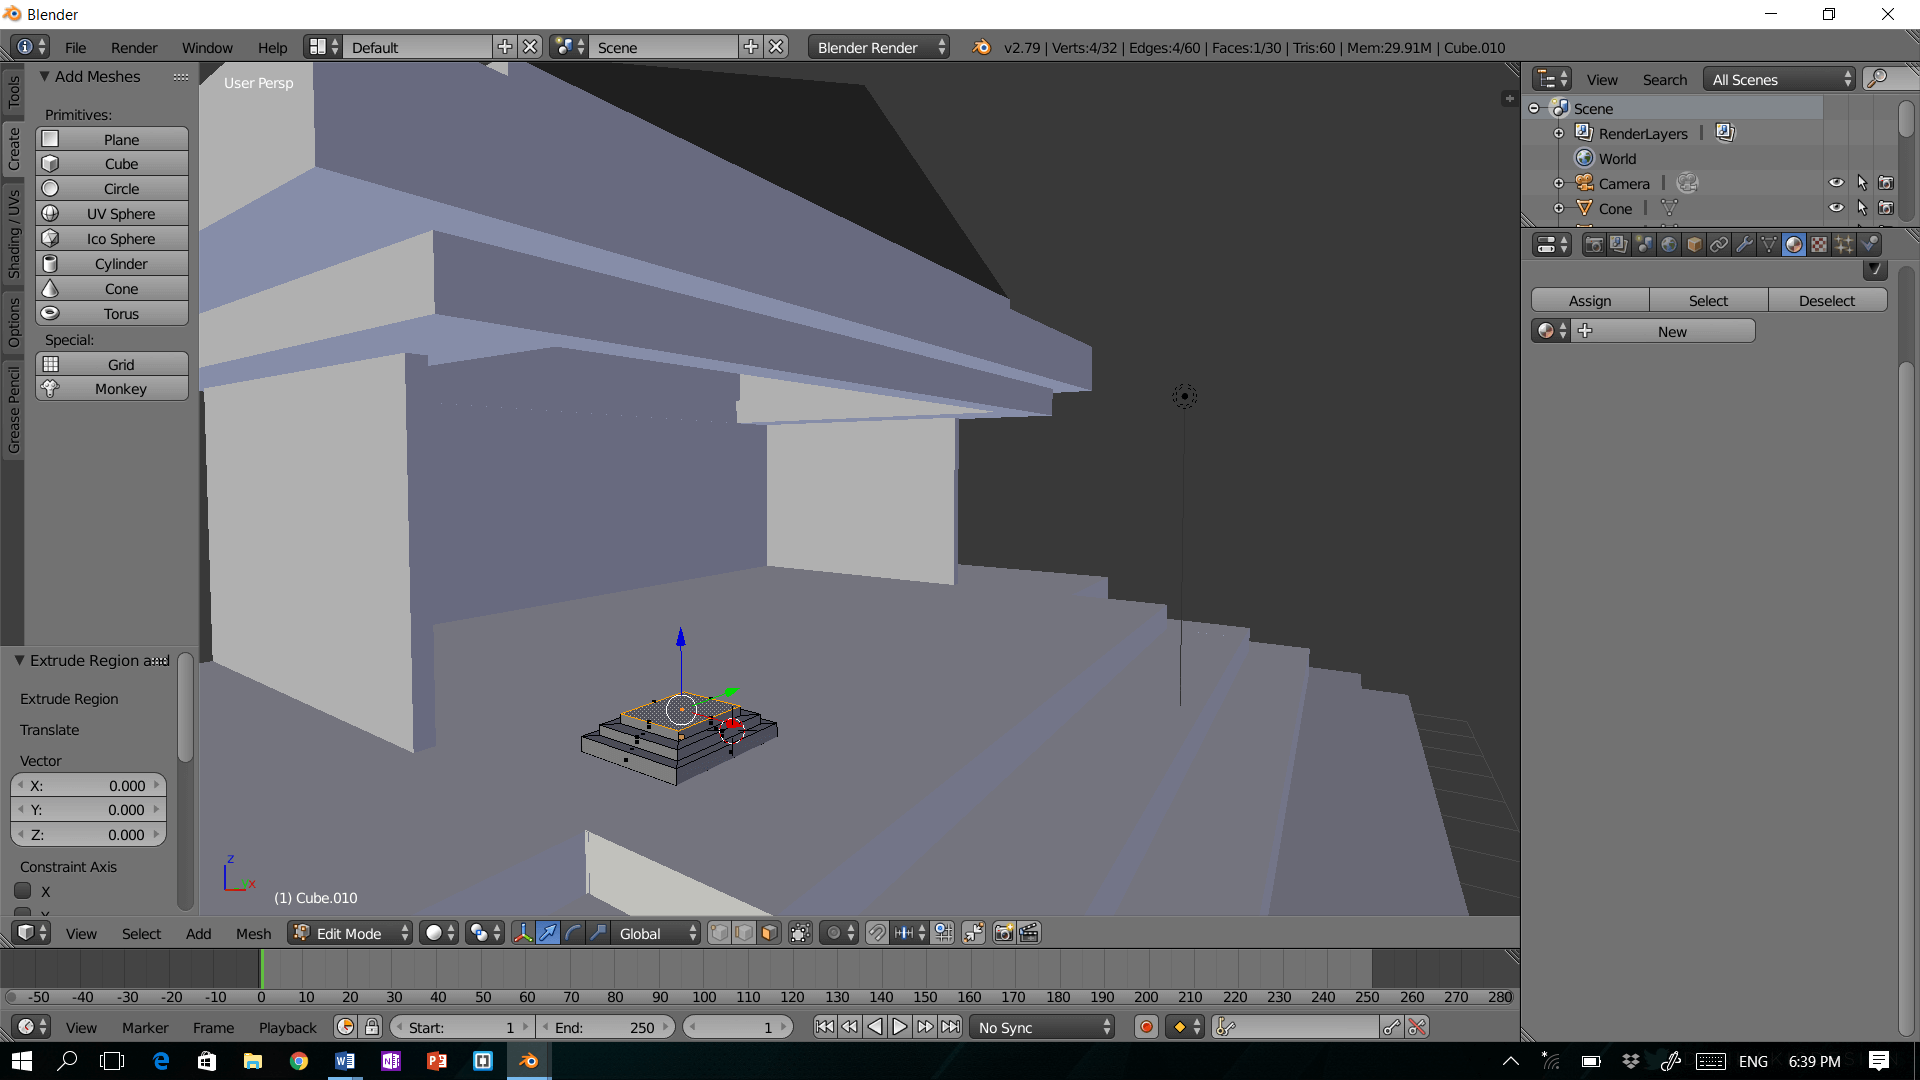 Blender
File Render Window Help Default Scene Blender Render v2.79 | Verts:4/32 | Edges:4/60 | Faces:1/30 | Tris:60 | Mem:29.91M | Cube.010
Tools
Create
Shading / UVs
Options
Grease Pencil
Add Meshes
Primitives:
Plane
Cube
Circle
UV Sphere
Ico Sphere
Cylinder
Cone
Torus
Special:
Grid
Monkey
Extrude Region and
Extrude Region
Translate
Vector
X: 0.000
Y: 0.000
Z: 0.000
Constraint Axis
X
Y
User Persp
z
x
(1) Cube.010
View Search All Scenes
Scene
RenderLayers
World
Camera
Cone
Assign Select Deselect
New
View Select Add Mesh Edit Mode Global
-50 -40 -30 -20 -10 0 10 20 30 40 50 60 70 80 90 100 110 120 130 140 150 160 170 180 190 200 210 220 230 240 250 260 270 280
View Marker Frame Playback Start: 1 End: 250 1 No Sync
ENG 6:39 PM